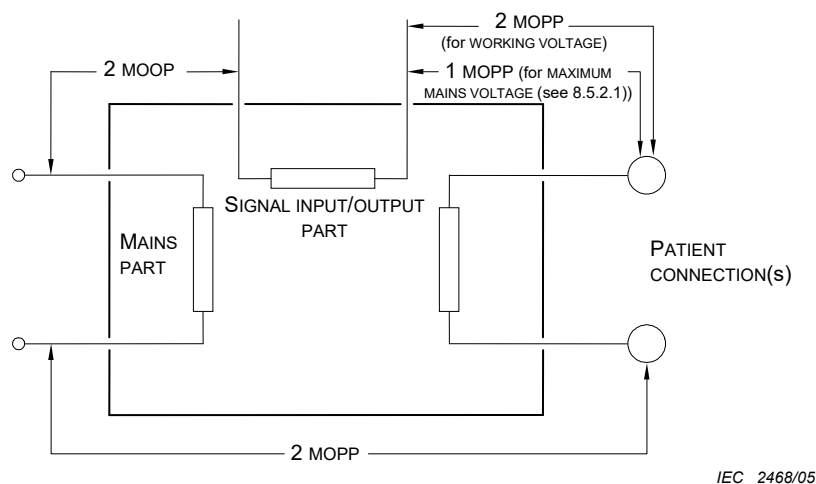 2 MOPP
(for WORKING VOLTAGE)
2 MOOP
1 MOPP (for MAXIMUM
MAINS VOLTAGE (see 8.5.2.1))
SIGNAL INPUT/OUTPUT
PART
MAINS
PART
PATIENT
CONNECTION(s)
2 MOPP
IEC 2468/05